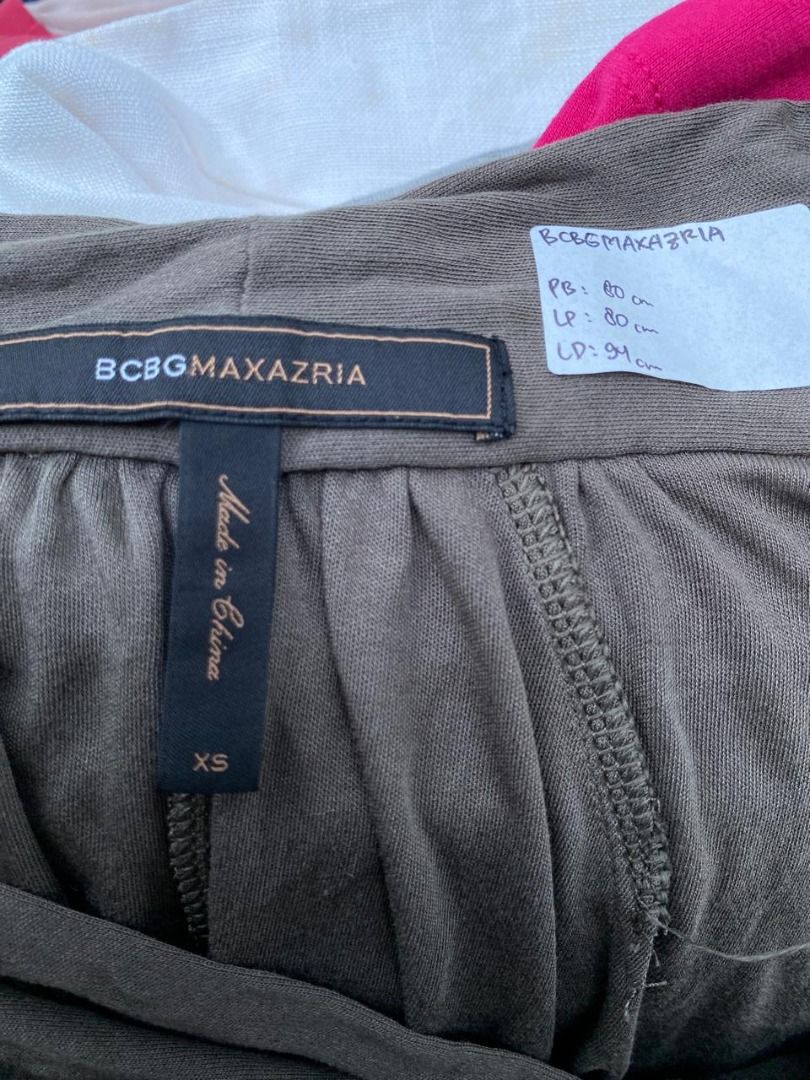 BCBGMAXAZRIA
PB: 80 cm
LP: 80 cm
LD: 94 cm
BCBGMAXAZRIA
Made in China
XS